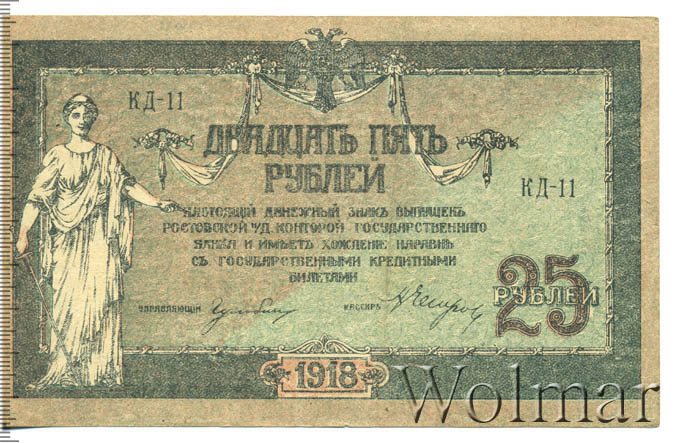 КД-11
ДВАДЦАТЬ ПЯТЬ
РУБЛЕЙ
КД-11
НАСТОЯЩІЙ ДЕНЕЖНЫЙ ЗНАКЪ ВЫПУЩЕНЪ
РОСТОВСКОЙ Н/Д. КОНТОРОЙ ГОСУДАРСТВЕННАГО
БАНКА И ИМѢЕТЪ ХОЖДЕНІЕ НАРАВНѢ
СЪ ГОСУДАРСТВЕННЫМИ КРЕДИТНЫМИ
БИЛЕТАМИ
25
РУБЛЕЙ
УПРАВЛЯЮЩІЙ
КАССИРЪ
1918
Wolmar